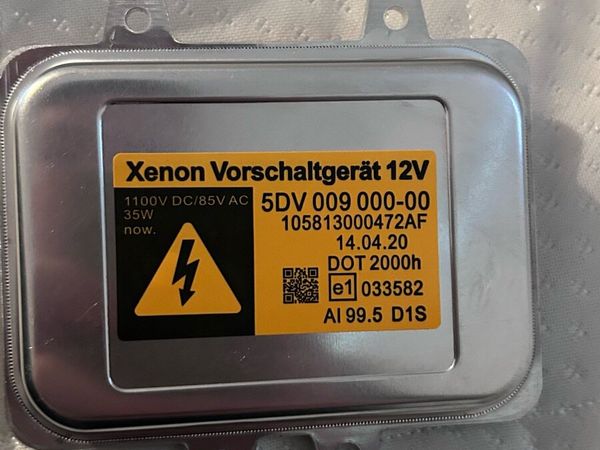 Xenon Vorschaltgerät 12V
1100V DC/85V AC
35W
now.
5DV 009 000-00
105813000472AF
14.04.20
DOT 2000h
e1 033582
Al 99.5 D1S